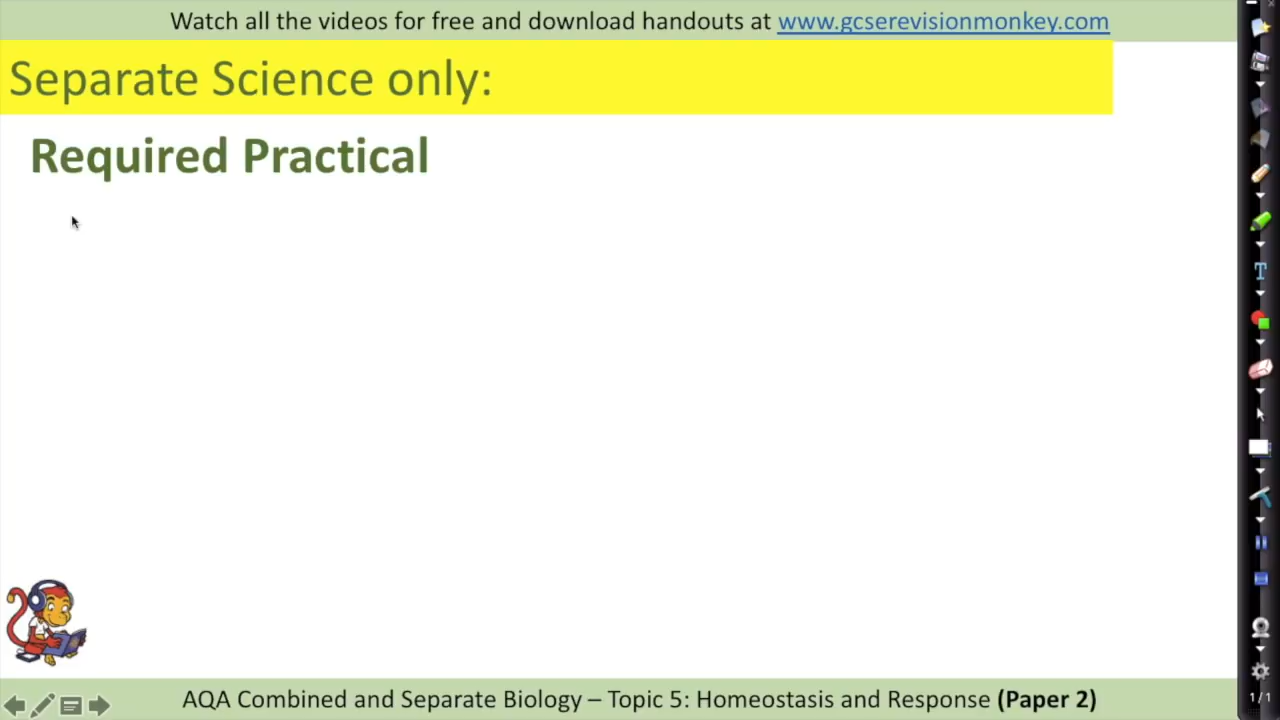 Watch all the videos for free and download handouts at www.gcserevisionmonkey.com
Separate Science only:
Required Practical
AQA Combined and Separate Biology – Topic 5: Homestasis and Response (Paper 2)
1/1